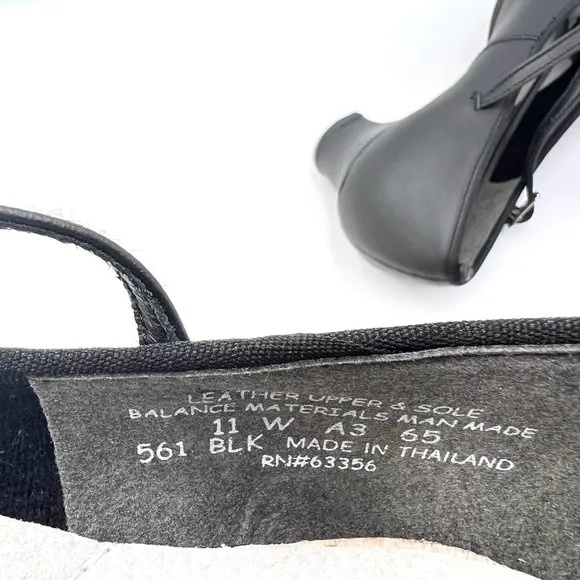 LEATHER UPPER & SOLE
BALANCE MATERIALS MAN MADE
11 W A3 65
561 BLK MADE IN THAILAND
RN#63356